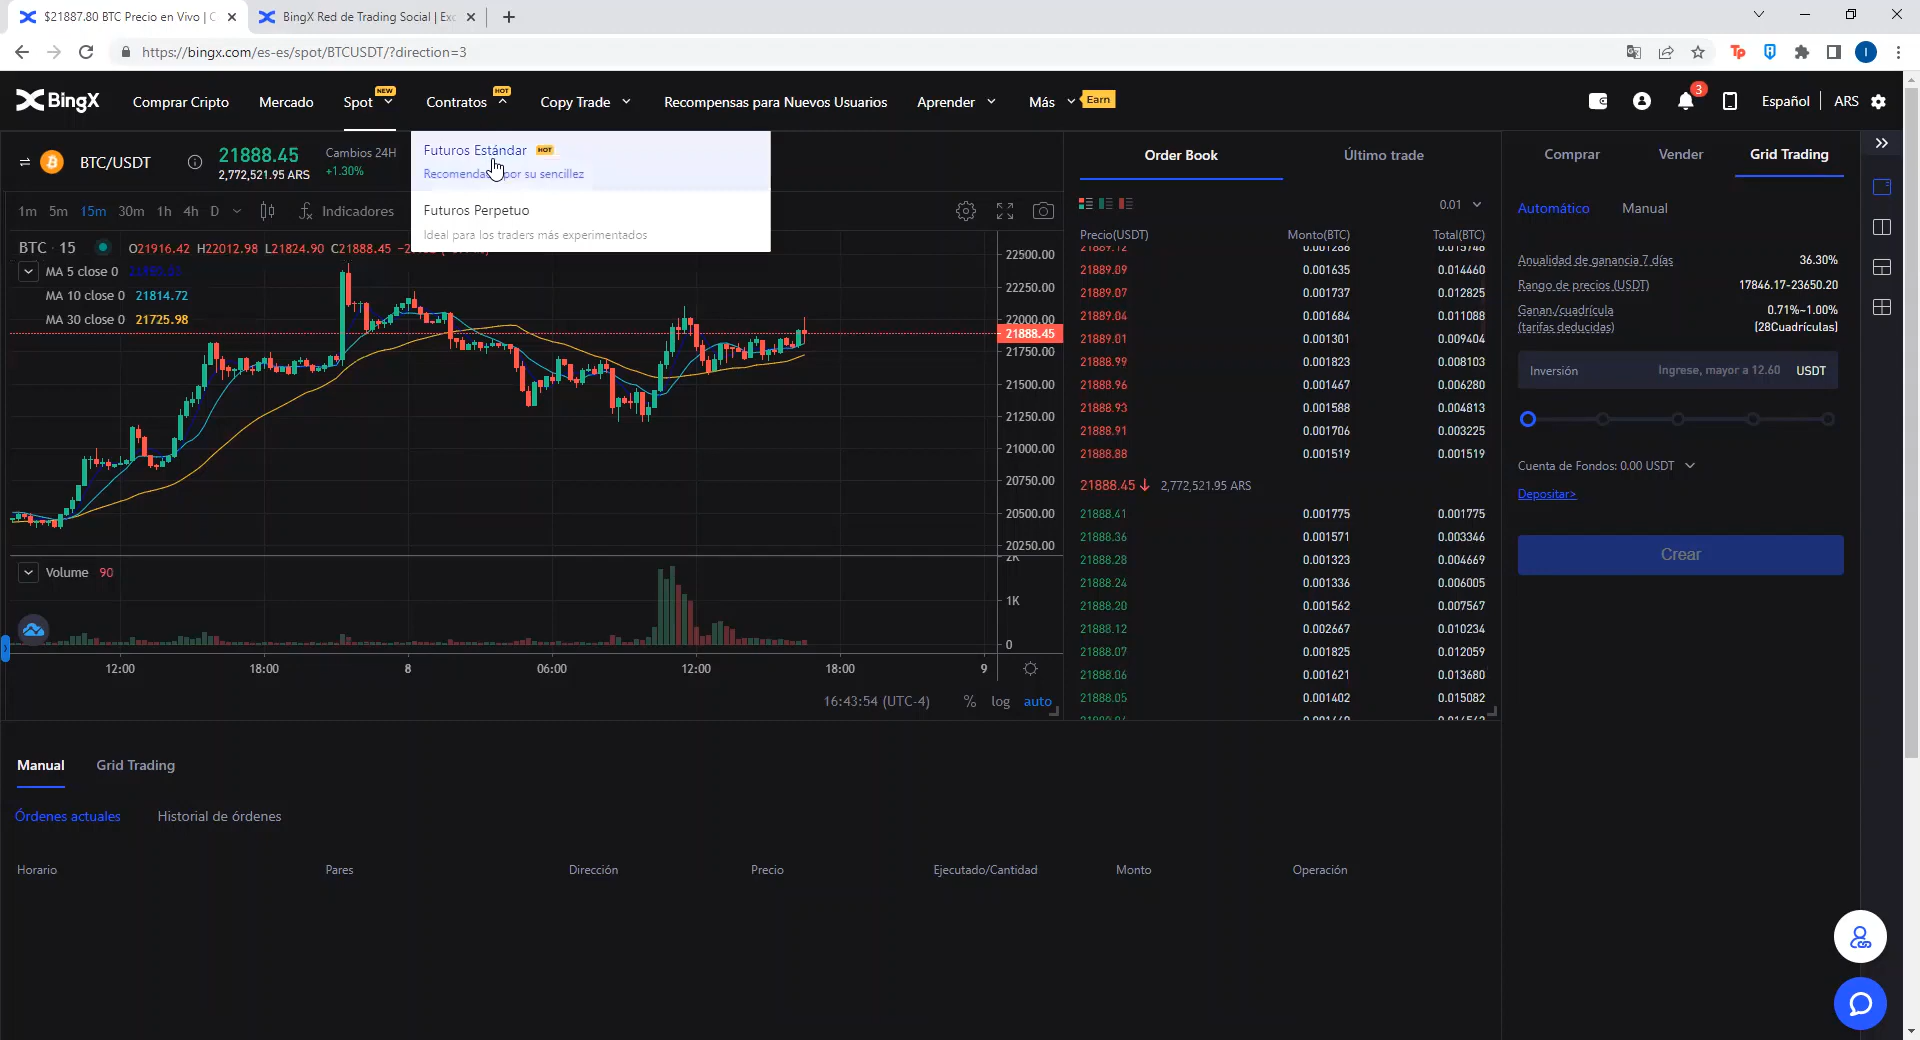 $21887.80 BTC Precio en Vivo | C
BingX Red de Trading Social | Exc
https://bingx.com/es-es/spot/BTCUSDT/?direction=3
BingX
Comprar Cripto
Mercado
Spot
NEW
Contratos
HOT
Copy Trade
Recompensas para Nuevos Usuarios
Aprender
Más
Earn
3
Español
ARS
BTC/USDT
21888.45
2,772,521.95 ARS
Cambios 24H
+1.30%
Futuros Estándar HOT
por su sencillez
Futuros Perpetuo
Ideal para los traders más experimentados
1m 5m 15m 30m 1h 4h D
Indicadores
BTC · 15
O21916.42 H22012.98 L21824.90 C21888.45
MA 5 close 0
MA 10 close 0 21814.72
MA 30 close 0 21725.98
22500.00
22250.00
22000.00
21888.45
21750.00
21500.00
21250.00
21000.00
20750.00
20500.00
20250.00
Volume 90
2K
1K
0
12:00 18:00 8 06:00 12:00 18:00 9
16:43:54 (UTC-4) % log auto
Order Book
Último trade
0.01
Precio(USDT) Monto(BTC) Total(BTC)
21889.12 0.001288 0.015748
21889.09 0.001635 0.014460
21889.07 0.001737 0.012825
21889.04 0.001684 0.011088
21889.01 0.001301 0.009404
21888.99 0.001823 0.008103
21888.96 0.001467 0.006280
21888.93 0.001588 0.004813
21888.91 0.001706 0.003225
21888.88 0.001519 0.001519
21888.45 2,772,521.95 ARS
21888.41 0.001775 0.001775
21888.36 0.001571 0.003346
21888.28 0.001323 0.004669
21888.24 0.001336 0.006005
21888.20 0.001562 0.007567
21888.12 0.002667 0.010234
21888.07 0.001825 0.012059
21888.06 0.001621 0.013680
21888.05 0.001402 0.015082
Comprar
Vender
Grid Trading
Automático
Manual
Anualidad de ganancia 7 días 36.30%
Rango de precios (USDT) 17846.17-23650.20
Ganan./cuadrícula 0.71%~1.00%
(tarifas deducidas) (28Cuadrículas)
Inversión Ingrese, mayor a 12.60 USDT
Cuenta de Fondos: 0.00 USDT
Depositar>
Crear
Manual
Grid Trading
Órdenes actuales
Historial de órdenes
Horario Pares Dirección Precio Ejecutado/Cantidad Monto Operación